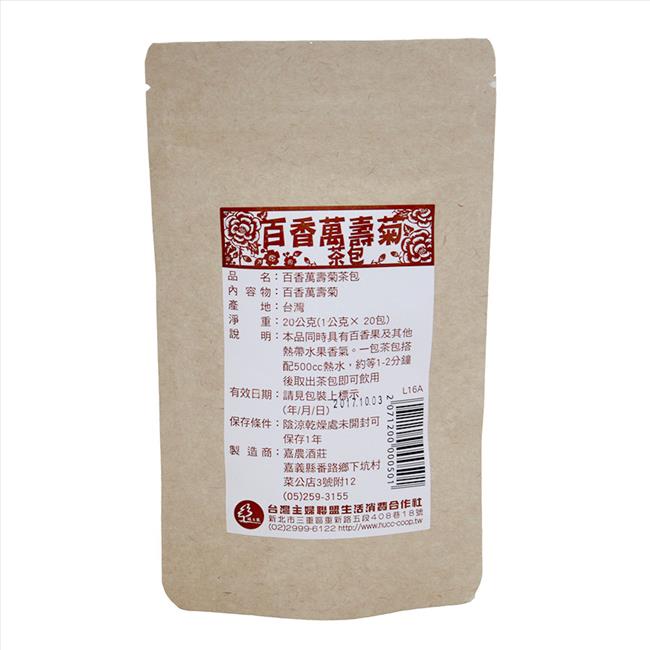 百香萬壽菊
茶包
品名：百香萬壽菊茶包
內容物：百香萬壽菊
產地：台灣
淨重：20公克(1公克×20包)
說明：本品同時具有百香果及其他
熱帶水果香氣。一包茶包搭
配500cc熱水，約等1-2分鐘
後取出茶包即可飲用
有效日期：請見包裝上標示
(年/月/日)
2017.10.03
L16A
保存條件：陰涼乾燥處未開封可
保存1年
製造商：嘉農酒莊
嘉義縣番路鄉下坑村
菜公店3號附12
(05)259-3155
2071200000501
台灣主婦聯盟生活消費合作社
新北市三重區重新路五段408巷18號
(02)2999-6122 http://www.hucc-coop.tw